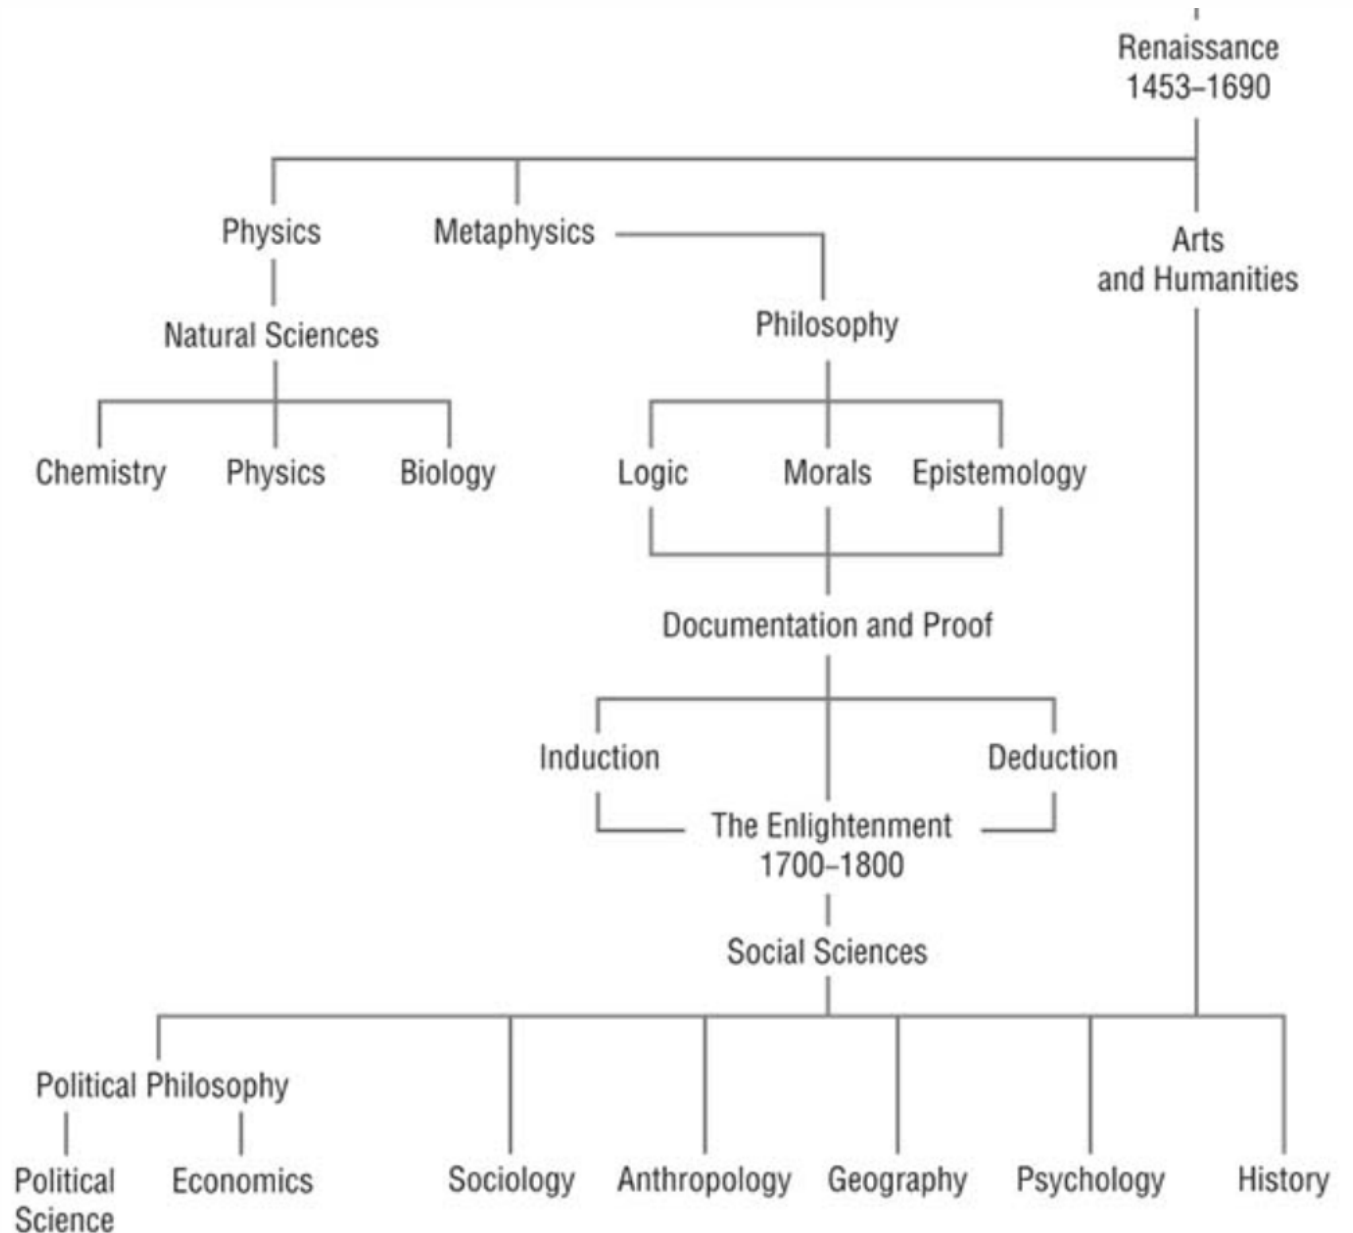 Renaissance
1453–1690
Physics
Metaphysics
Arts
and Humanities
Natural Sciences
Philosophy
Chemistry
Physics
Biology
Logic
Morals
Epistemology
Documentation and Proof
Induction
Deduction
The Enlightenment
1700–1800
Social Sciences
Political Philosophy
Political
Science
Economics
Sociology
Anthropology
Geography
Psychology
History